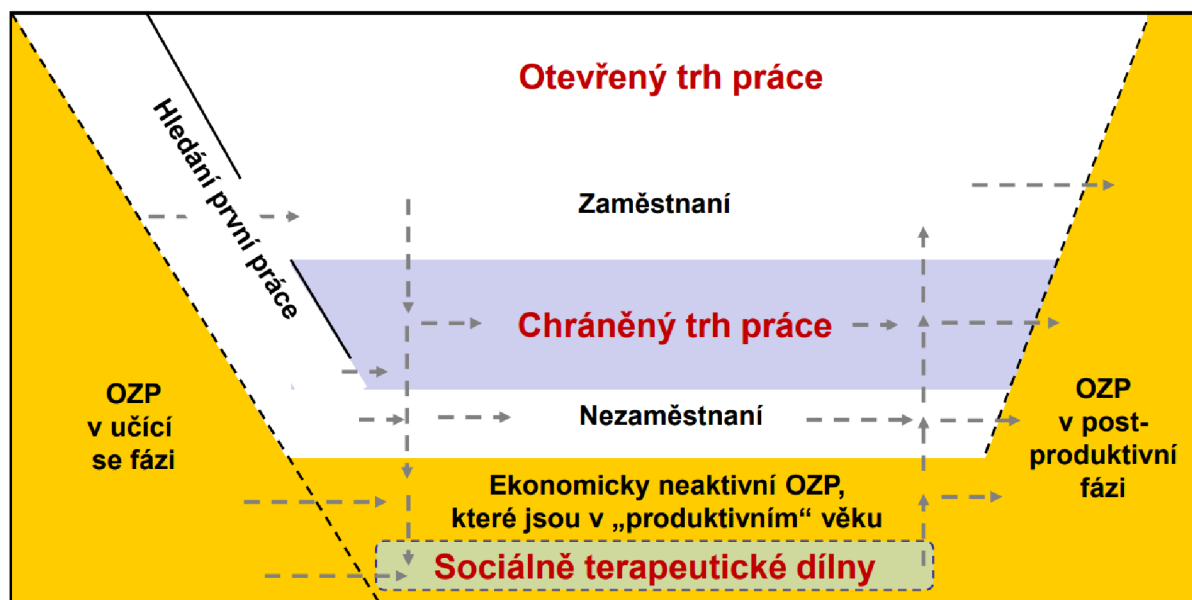 Otevřený trh práce
Hledání první práce
Zaměstnaní
Chráněný trh práce
OZP
v učící
se fázi
Nezaměstnaní
OZP
v post-
produktivní
fázi
Ekonomicky neaktivní OZP,
které jsou v „produktivním“ věku
Sociálně terapeutické dílny